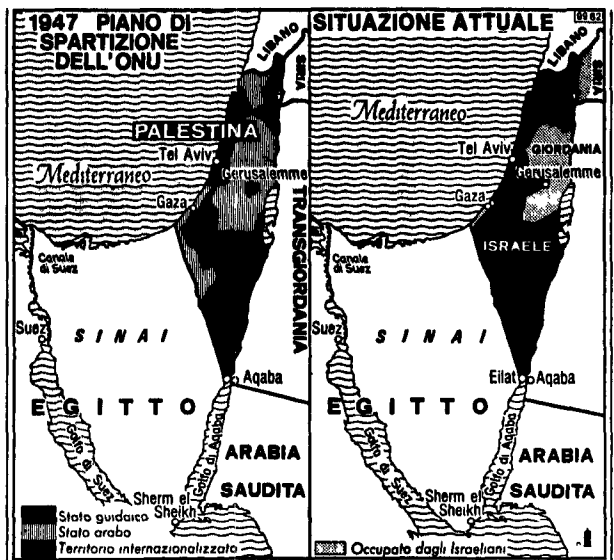 1947 PIANO DI
SPARTIZIONE
DELL'ONU
LIBANO
SIRIA
PALESTINA
Tel Aviv
Gerusalemme
Mediterraneo
Gaza
TRANSGIORDANIA
Canale
di Suez
Suez
SINAI
Aqaba
EGITTO
Golfo di Suez
Golfo di Aqaba
ARABIA
SAUDITA
Sherm el
Sheikh
Stato giudaico
Stato arabo
Territorio internazionalizzato
SITUAZIONE ATTUALE
LIBANO
SIRIA
Mediterraneo
Tel Aviv
GIORDANIA
Gerusalemme
Gaza
ISRAELE
Canale
di Suez
Suez
SINAI
Eilat
Aqaba
EGITTO
Golfo di Suez
Golfo di Aqaba
ARABIA
SAUDITA
Sherm el
Sheikh
Occupato dagli Israeliani